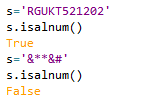 s='RGUKT521202'
s.isalnum()
True
s='&**&#'
s.isalnum()
False